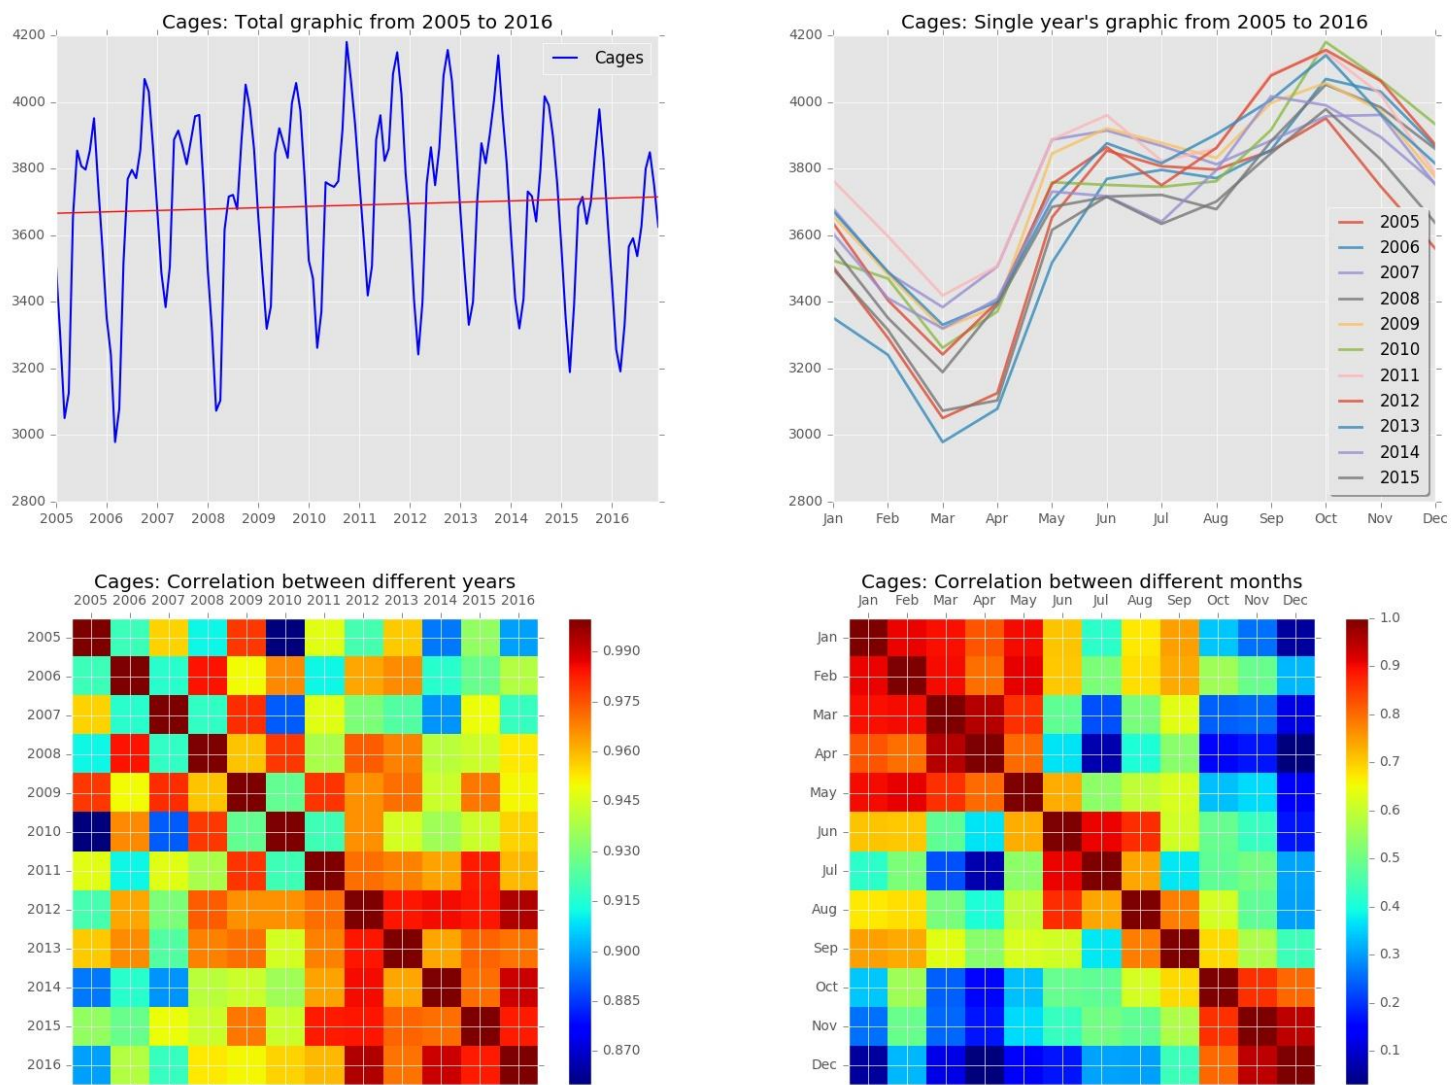 Cages: Total graphic from 2005 to 2016
4200
4000
3800
3600
3400
3200
3000
2800
Cages
2005 2006 2007 2008 2009 2010 2011 2012 2013 2014 2015 2016
Cages: Single year's graphic from 2005 to 2016
4200
4000
3800
3600
3400
3200
3000
2800
2005
2006
2007
2008
2009
2010
2011
2012
2013
2014
2015
Jan Feb Mar Apr May Jun Jul Aug Sep Oct Nov Dec
Cages: Correlation between different years
2005 2006 2007 2008 2009 2010 2011 2012 2013 2014 2015 2016
2005
2006
2007
2008
2009
2010
2011
2012
2013
2014
2015
2016
0.990
0.975
0.960
0.945
0.930
0.915
0.900
0.885
0.870
Cages: Correlation between different months
Jan Feb Mar Apr May Jun Jul Aug Sep Oct Nov Dec
Jan
Feb
Mar
Apr
May
Jun
Jul
Aug
Sep
Oct
Nov
Dec
1.0
0.9
0.8
0.7
0.6
0.5
0.4
0.3
0.2
0.1